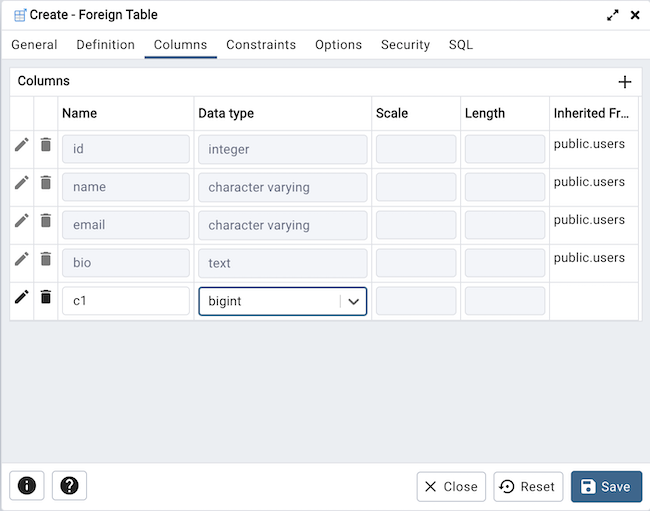 Create - Foreign Table
General Definition Columns Constraints Options Security SQL
Columns
Name Data type Scale Length Inherited Fr...
id integer public.users
name character varying public.users
email character varying public.users
bio text public.users
c1 bigint
Close Reset Save